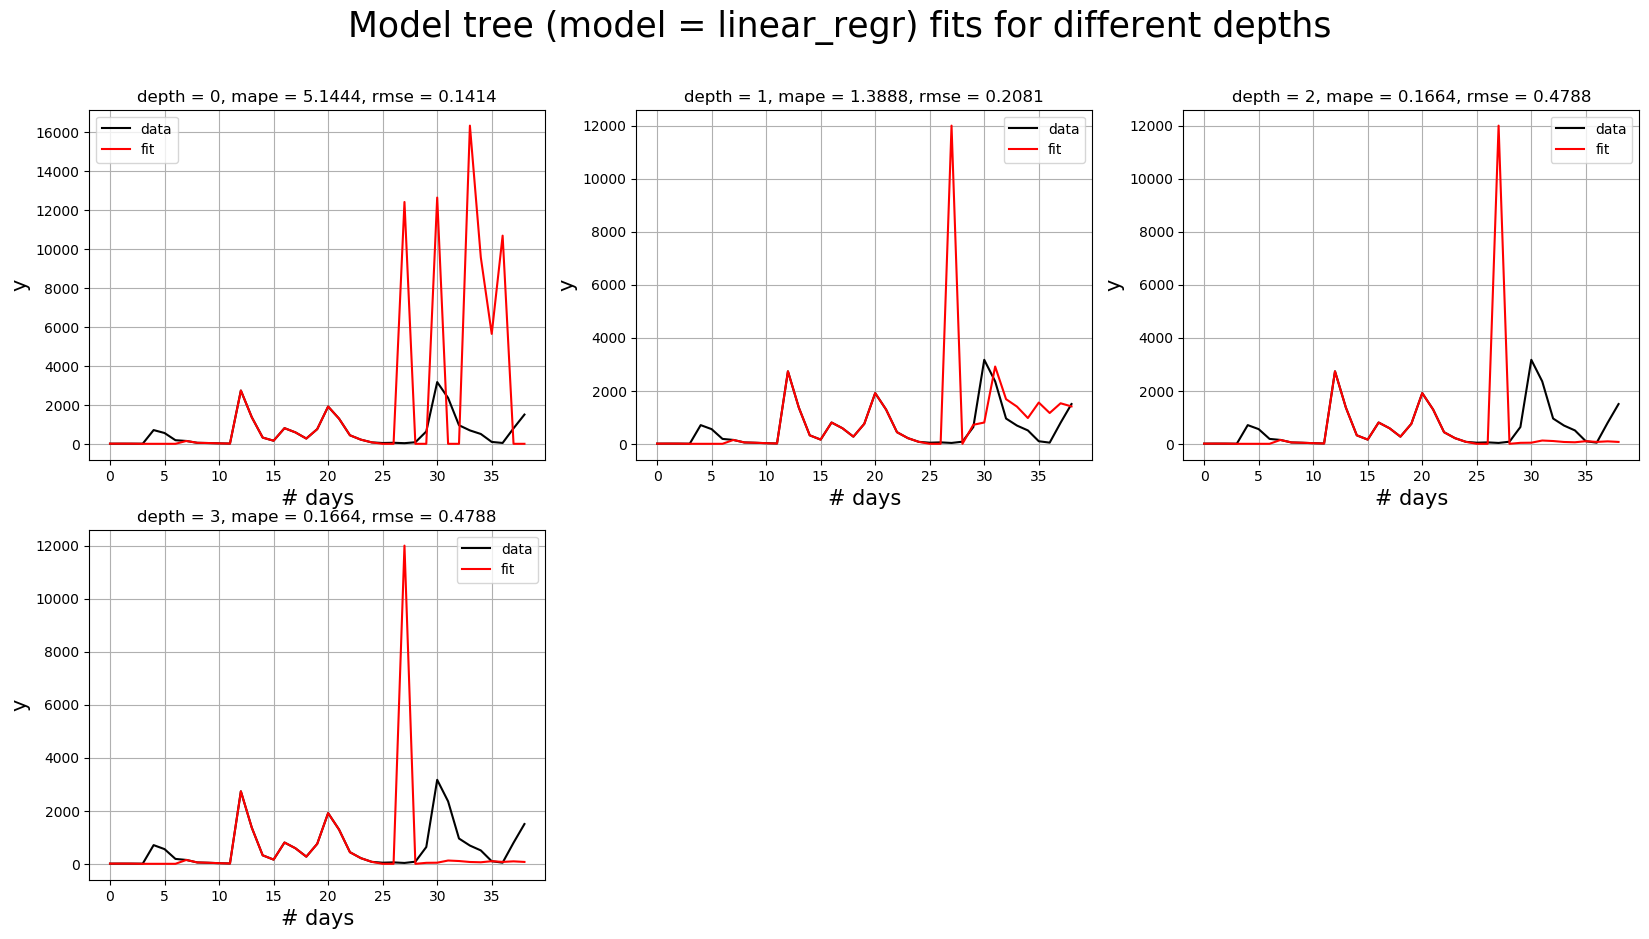 Model tree (model = linear_regr) fits for different depths
depth = 0, mape = 5.1444, rmse = 0.1414
16000
14000
12000
10000
8000
6000
4000
2000
0
y
data
fit
0 5 10 15 20 25 30 35
# days
depth = 1, mape = 1.3888, rmse = 0.2081
12000
10000
8000
6000
4000
2000
0
y
data
fit
0 5 10 15 20 25 30 35
# days
depth = 2, mape = 0.1664, rmse = 0.4788
12000
10000
8000
6000
4000
2000
0
y
data
fit
0 5 10 15 20 25 30 35
# days
depth = 3, mape = 0.1664, rmse = 0.4788
12000
10000
8000
6000
4000
2000
0
y
data
fit
0 5 10 15 20 25 30 35
# days